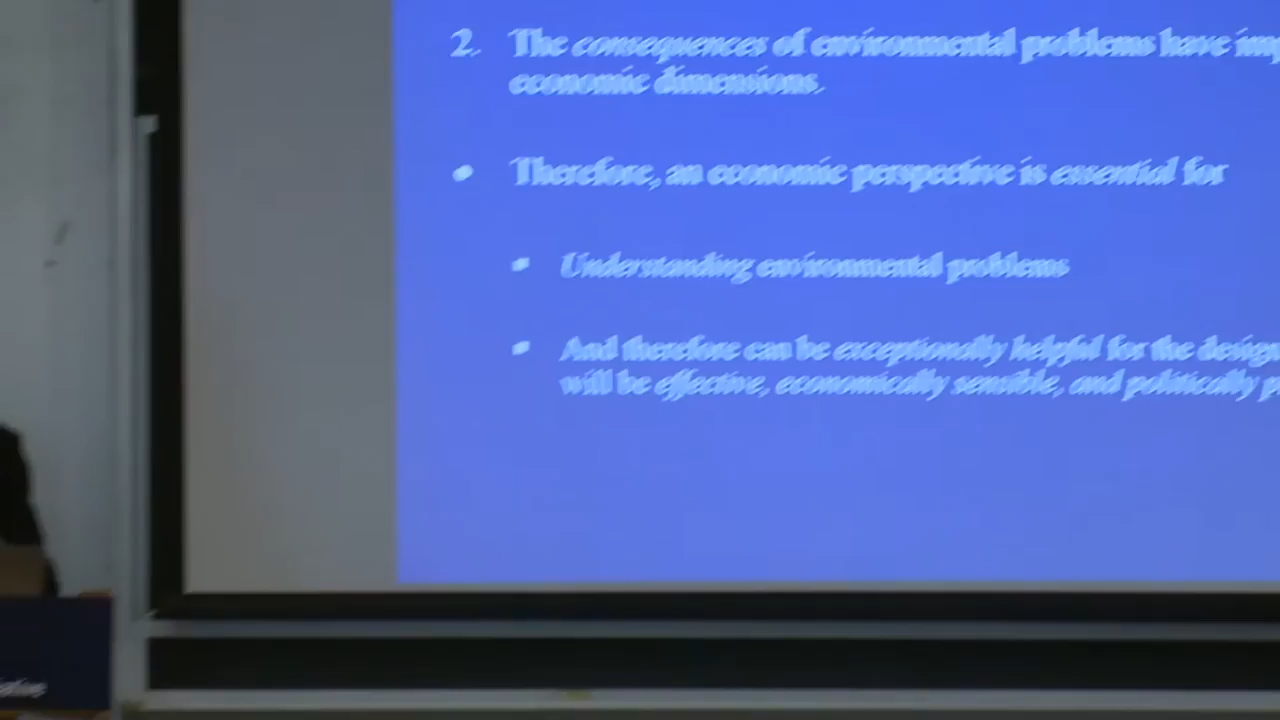 2. The consequences of environmental problems have
economic dimensions.
• Therefore, an economic perspective is essential for
• Understanding environmental problems
• And therefore can be exceptionally helpful for the design
will be effective, economically sensible, and politically